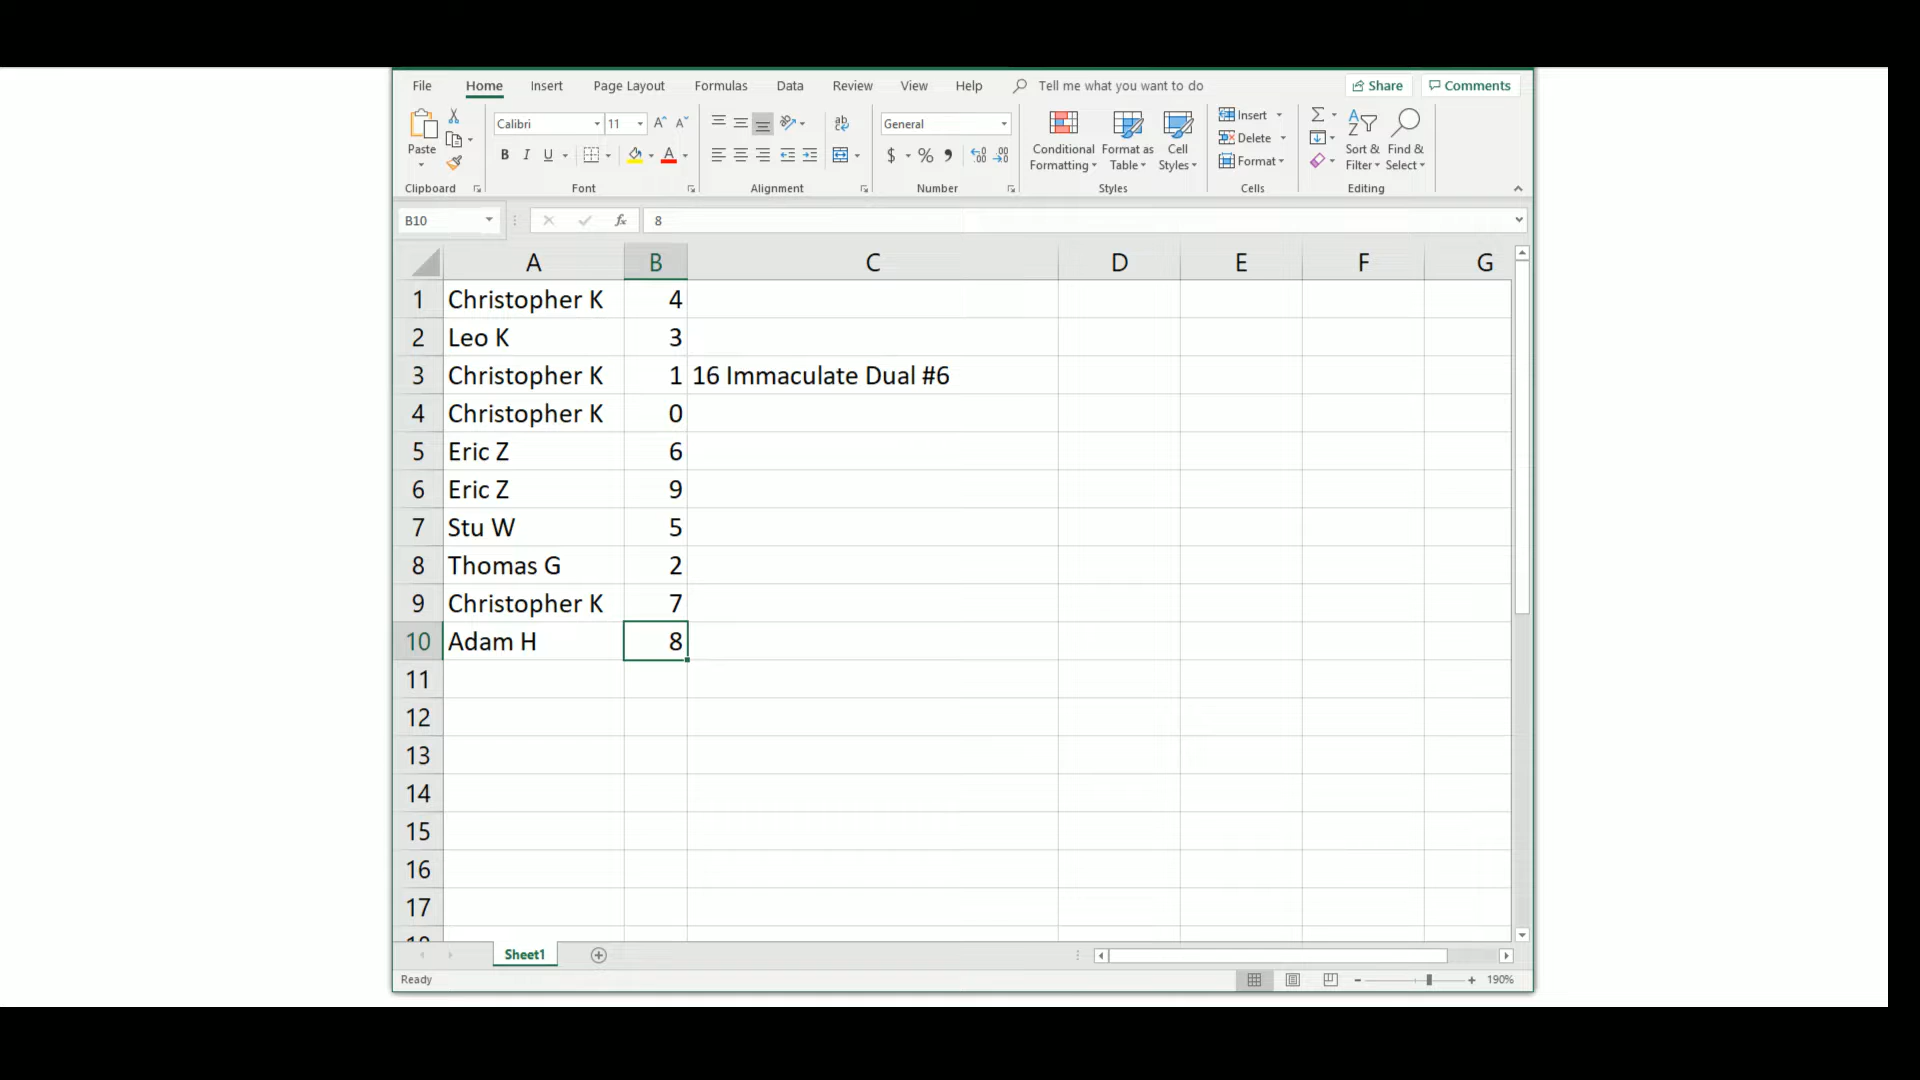 File Home Insert Page Layout Formulas Data Review View Help Tell me what you want to do Share Comments
Paste
Clipboard
Calibri 11
B I U
Font
ab
Alignment
General
$ % ,
Number
Conditional Formatting
Format as Table
Cell Styles
Styles
Insert
Delete
Format
Cells
Sort & Filter
Find & Select
Editing
B10 fx 8
A B C D E F G
1 Christopher K 4
2 Leo K 3
3 Christopher K 1 16 Immaculate Dual #6
4 Christopher K 0
5 Eric Z 6
6 Eric Z 9
7 Stu W 5
8 Thomas G 2
9 Christopher K 7
10 Adam H 8
11
12
13
14
15
16
17
Sheet1
Ready 190%